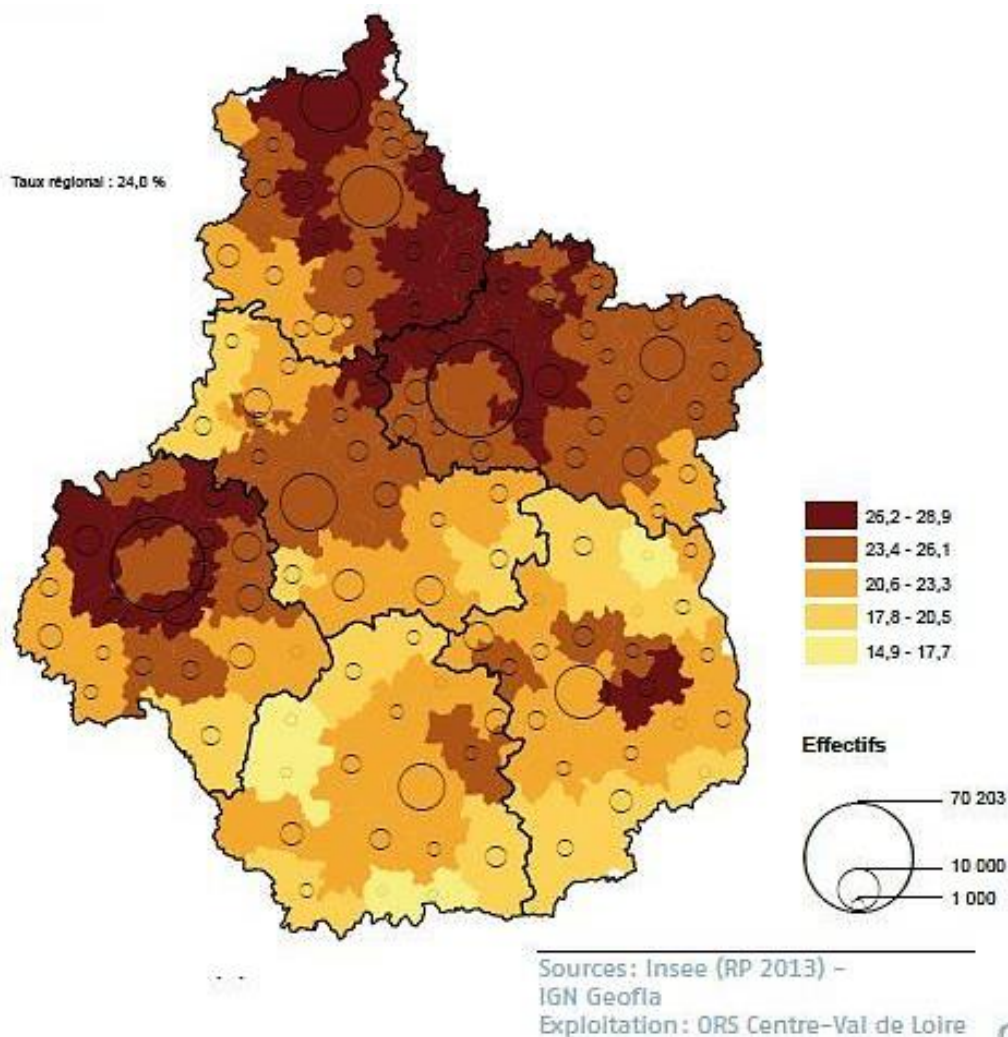 Taux régional : 24,8 %
26,2 - 28,9
23,4 - 26,1
20,6 - 23,3
17,8 - 20,5
14,9 - 17,7
Effectifs
70 203
10 000
1 000
Sources: Insee (RP 2013) –
IGN Geofla
Exploitation: ORS Centre-Val de Loire